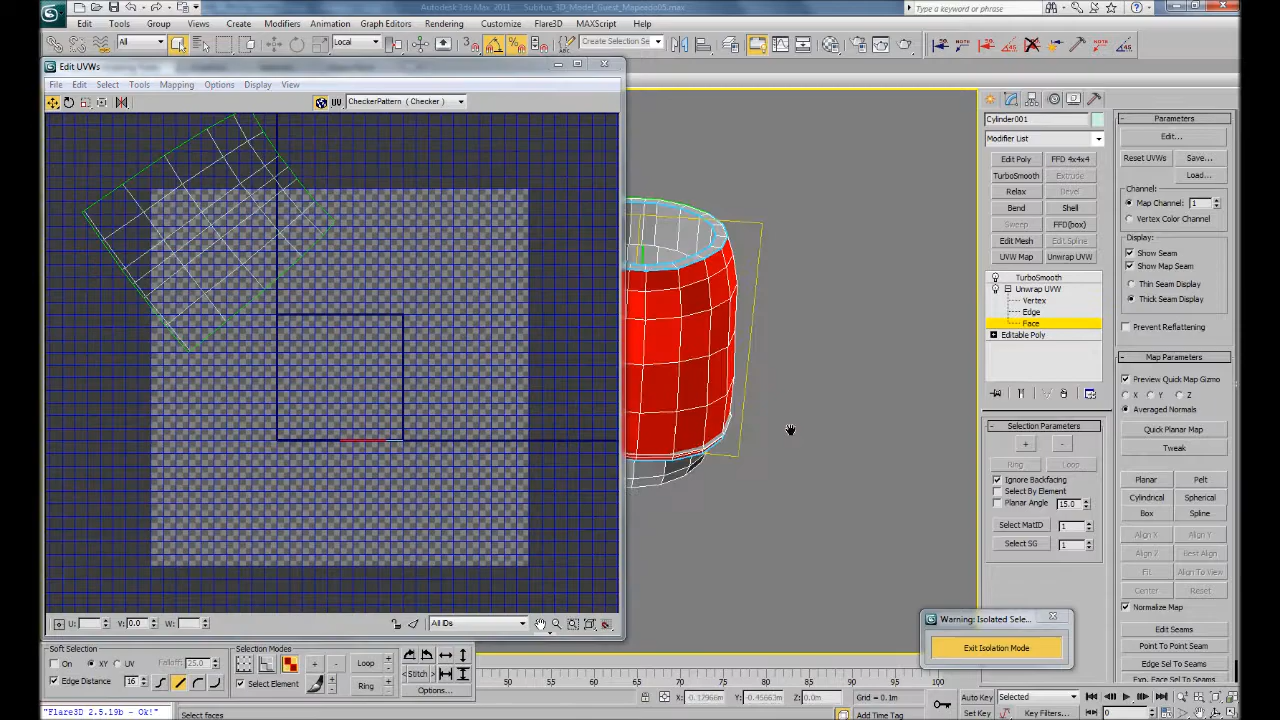 Autodesk 3ds Max 2011 - Subitus_3D_Model_Guest_Mapeado05.max
Type a keyword or phrase
Edit Tools Group Views Create Modifiers Animation Graph Editors Rendering Customize Flare3D MAXScript Help
All Local Create Selection Se
Edit UVWs
File Edit Select Tools Mapping Options Display View
UV CheckerPattern ( Checker )
U: V: 0.0 W: All IDs
Soft Selection
On XY UV Falloff: 25.0
Edge Distance 16
Selection Modes
Select Element
Loop
Ring
Stitch
Options...
"Flare3D 2.5.19b - Ok!"
Select faces
50 55 60 65 70 75 80 85 90 95 100
X: -0.12966m Y: -0.45663m Z: 0.0m Grid = 0.1m
Add Time Tag
Auto Key Selected
Set Key Key Filters... 0
Warning: Isolated Sele...
Exit Isolation Mode
Cylinder001
Modifier List
Edit Poly FFD 4x4x4
TurboSmooth Extrude
Relax Bevel
Bend Shell
Sweep FFD(box)
Edit Mesh Edit Spline
UVW Map Unwrap UVW
TurboSmooth
Unwrap UVW
Vertex
Edge
Face
Editable Poly
Selection Parameters
+ -
Ring Loop
Ignore Backfacing
Select By Element
Planar Angle 15.0
Select MatID 1
Select SG 1
Parameters
Edit...
Reset UVWs Save...
Load...
Channel:
Map Channel: 1
Vertex Color Channel
Display:
Show Seam
Show Map Seam
Thin Seam Display
Thick Seam Display
Prevent Reflattening
Map Parameters
Preview Quick Map Gizmo
X Y Z
Averaged Normals
Quick Planar Map
Tweak
Planar Pelt
Cylindrical Spherical
Box Spline
Align X Align Y
Align Z Best Align
Fit Align To View
Center Reset
Normalize Map
Edit Seams
Point To Point Seam
Edge Sel To Seams